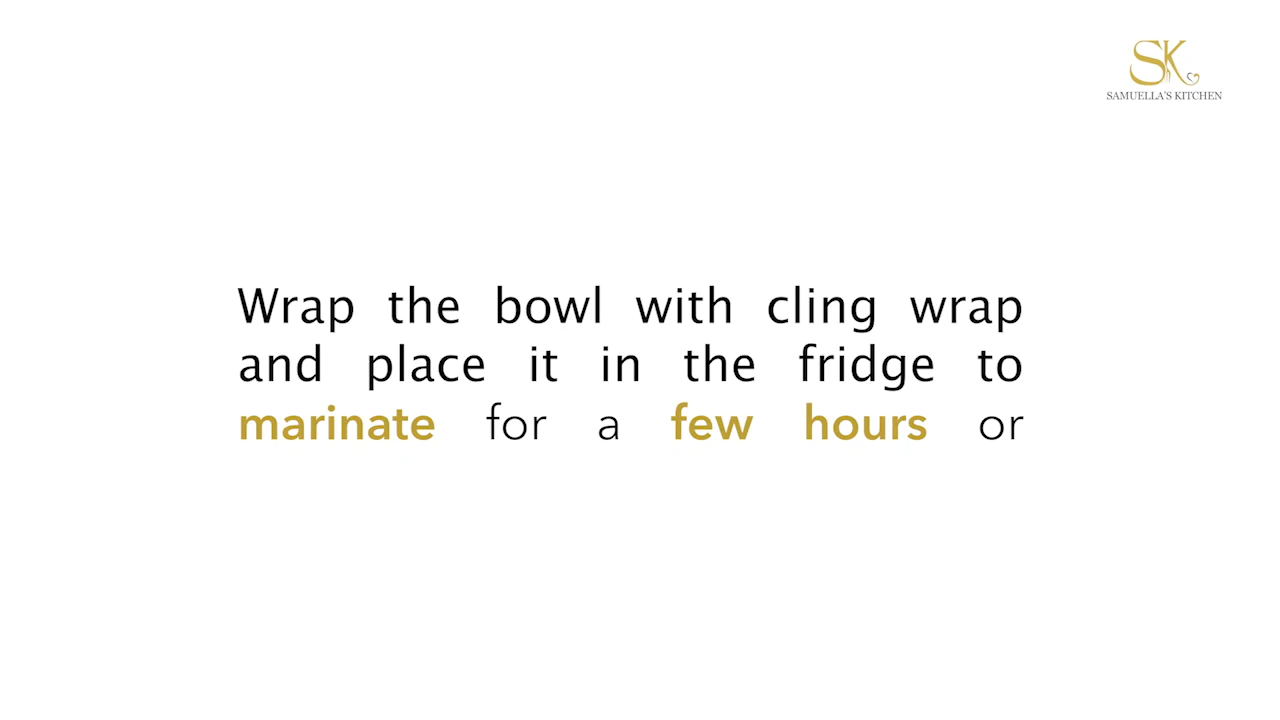 SK
SAMUELLA'S KITCHEN
Wrap the bowl with cling wrap
and place it in the fridge to
marinate for a few hours or